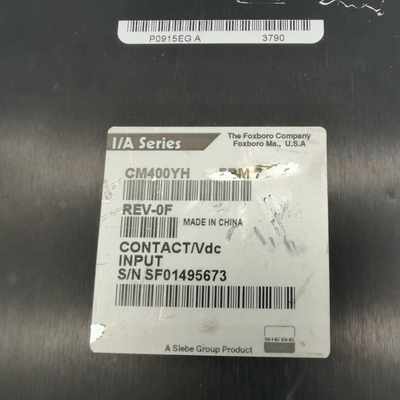 P0915EG A 3790
I/A Series
The Foxboro Company
Foxboro Ma., U.S.A
CM400YH
REV-0F
MADE IN CHINA
CONTACT/Vdc
INPUT
S/N SF01495673
A Siebe Group Product